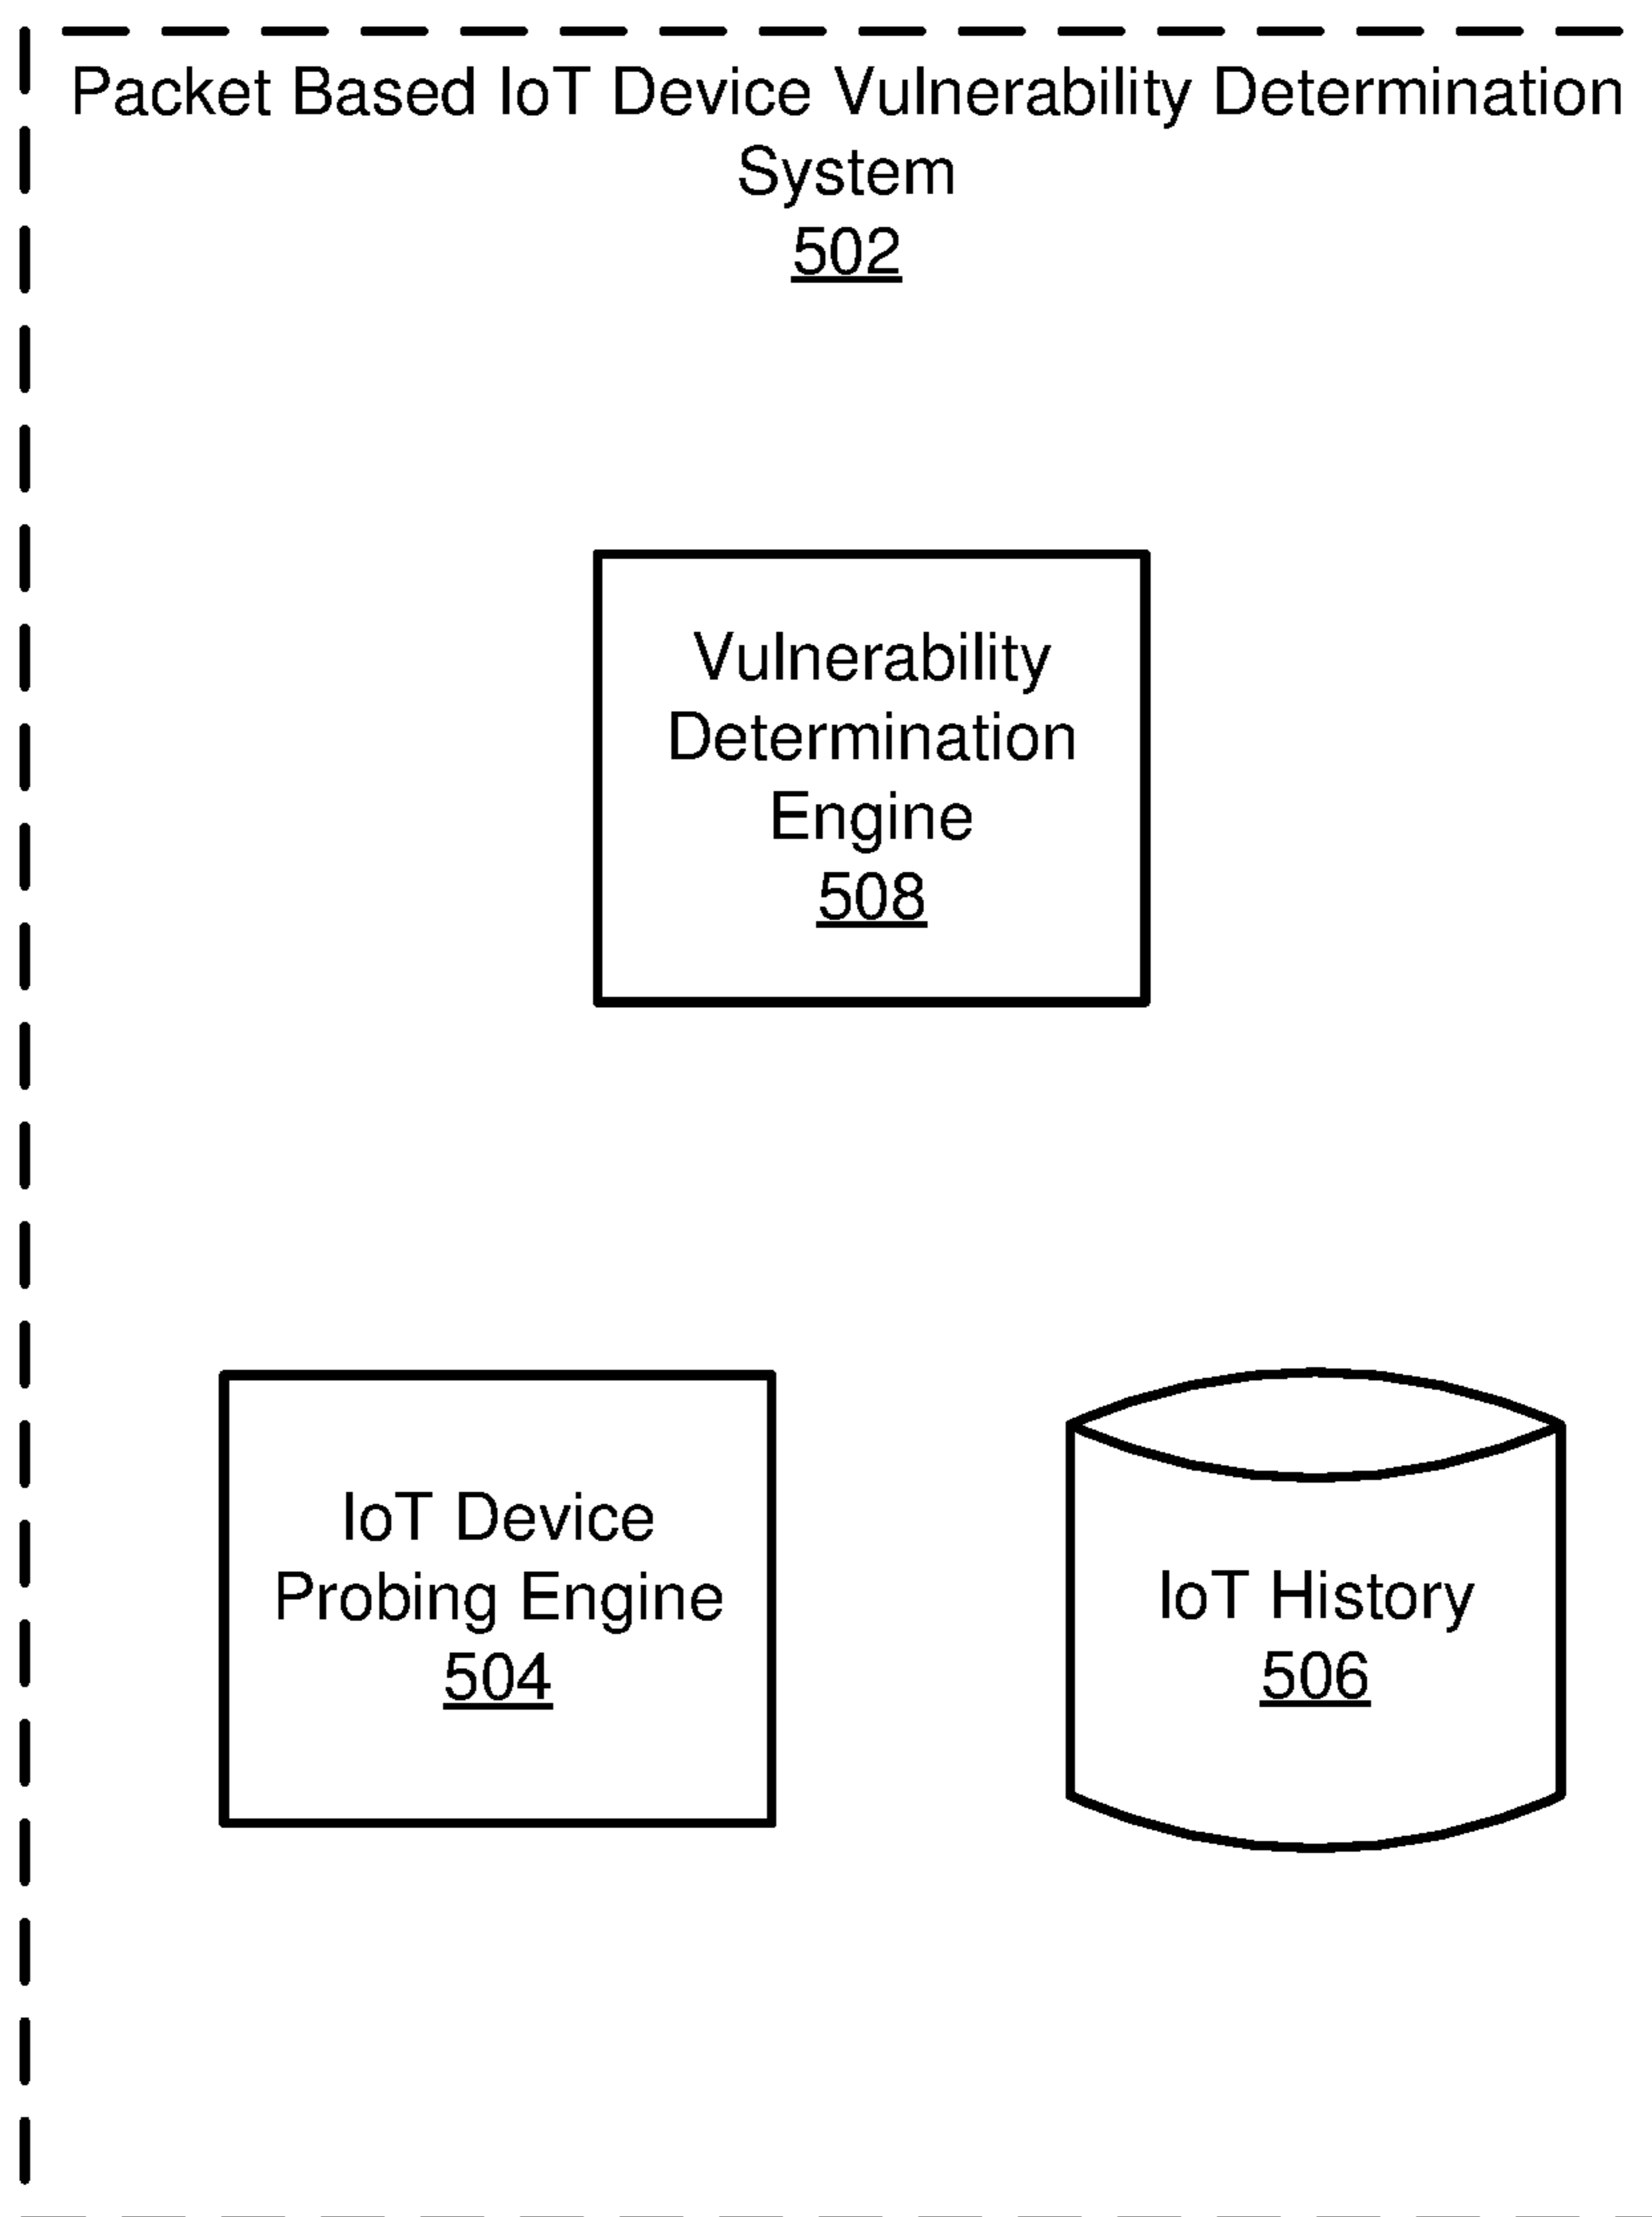 Packet Based IoT Device Vulnerability Determination
System
502
Vulnerability
Determination
Engine
508
IoT Device
Probing Engine
504
IoT History
506